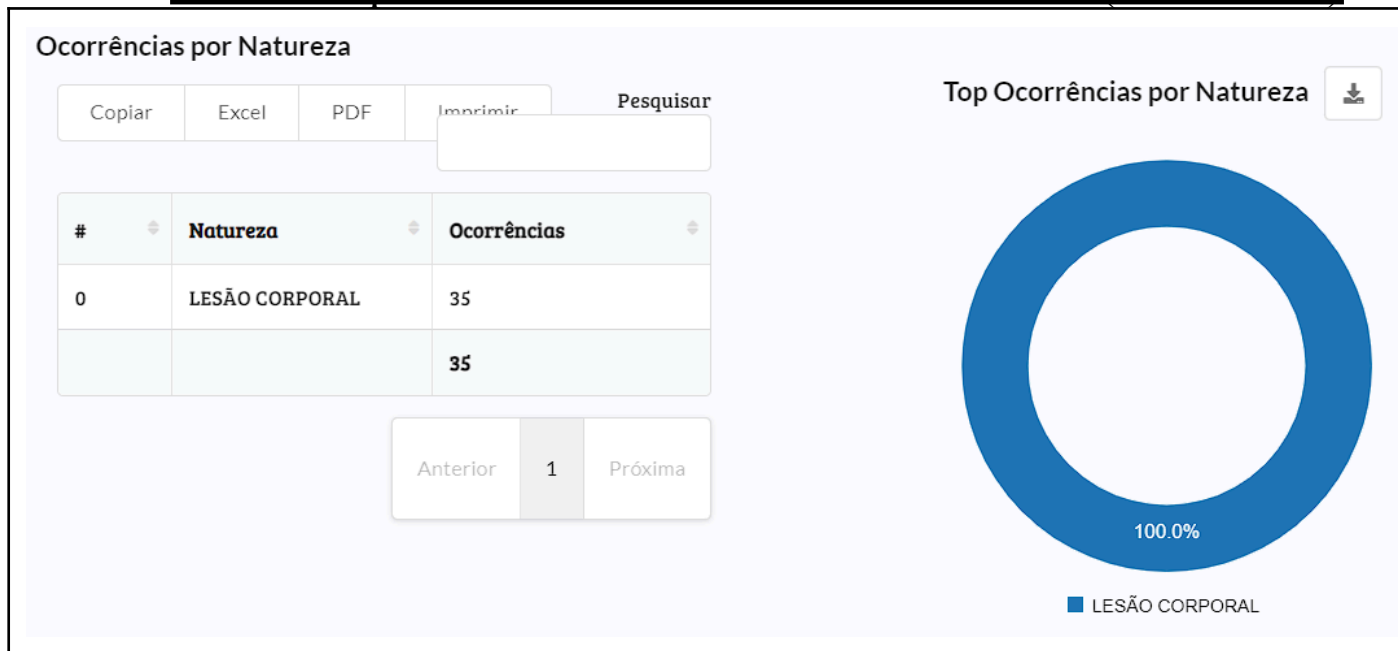 Ocorrências por Natureza
Copiar Excel PDF Imprimir Pesquisar
# Natureza Ocorrências
0 LESÃO CORPORAL 35
35
Anterior 1 Próxima
Top Ocorrências por Natureza
100.0%
LESÃO CORPORAL